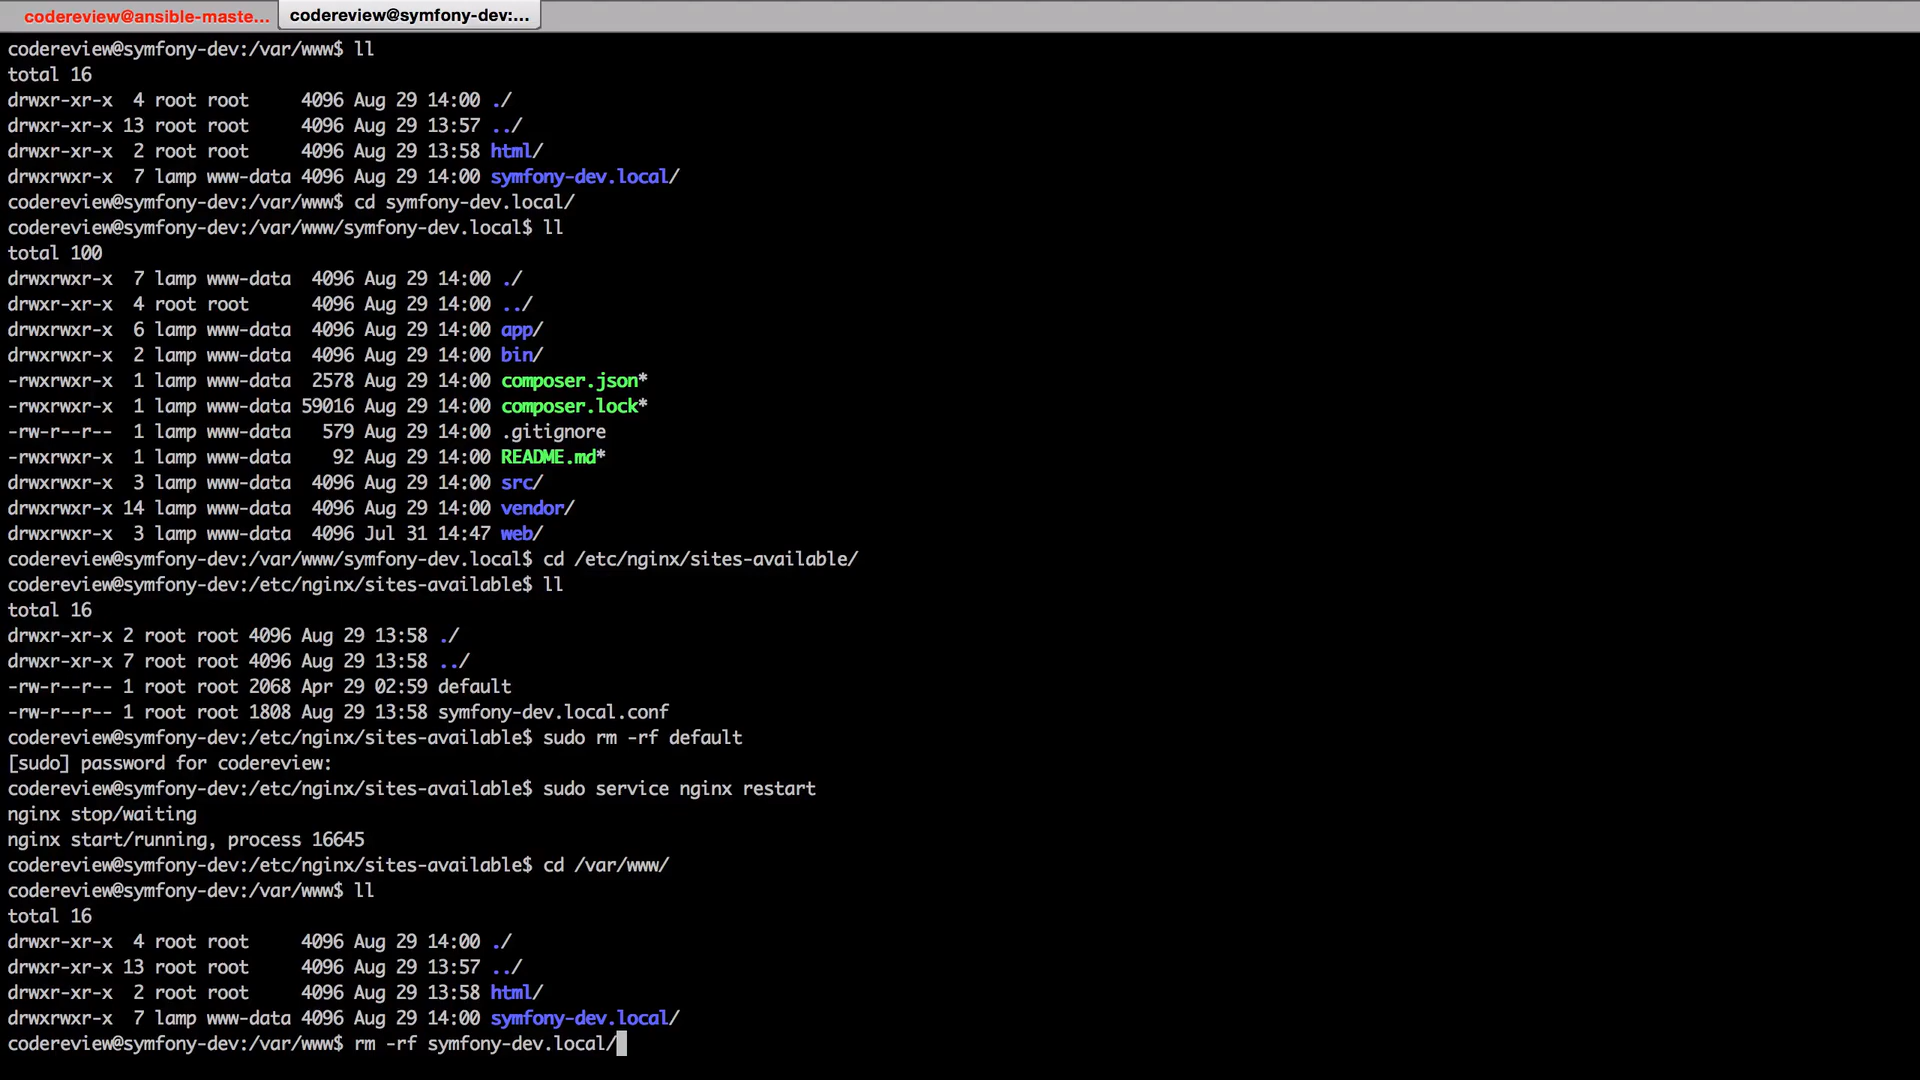 codereview@ansible-maste... codereview@symfony-dev:...
codereview@symfony-dev:/var/www$ ll
total 16
drwxr-xr-x  4 root root     4096 Aug 29 14:00 ./
drwxr-xr-x 13 root root     4096 Aug 29 13:57 ../
drwxr-xr-x  2 root root     4096 Aug 29 13:58 html/
drwxrwxr-x  7 lamp www-data 4096 Aug 29 14:00 symfony-dev.local/
codereview@symfony-dev:/var/www$ cd symfony-dev.local/
codereview@symfony-dev:/var/www/symfony-dev.local$ ll
total 100
drwxrwxr-x  7 lamp www-data  4096 Aug 29 14:00 ./
drwxr-xr-x  4 root root      4096 Aug 29 14:00 ../
drwxrwxr-x  6 lamp www-data  4096 Aug 29 14:00 app/
drwxrwxr-x  2 lamp www-data  4096 Aug 29 14:00 bin/
-rwxrwxr-x  1 lamp www-data  2578 Aug 29 14:00 composer.json*
-rwxrwxr-x  1 lamp www-data 59016 Aug 29 14:00 composer.lock*
-rw-r--r--  1 lamp www-data   579 Aug 29 14:00 .gitignore
-rwxrwxr-x  1 lamp www-data    92 Aug 29 14:00 README.md*
drwxrwxr-x  3 lamp www-data  4096 Aug 29 14:00 src/
drwxrwxr-x 14 lamp www-data  4096 Aug 29 14:00 vendor/
drwxrwxr-x  3 lamp www-data  4096 Jul 31 14:47 web/
codereview@symfony-dev:/var/www/symfony-dev.local$ cd /etc/nginx/sites-available/
codereview@symfony-dev:/etc/nginx/sites-available$ ll
total 16
drwxr-xr-x 2 root root 4096 Aug 29 13:58 ./
drwxr-xr-x 7 root root 4096 Aug 29 13:58 ../
-rw-r--r-- 1 root root 2068 Apr 29 02:59 default
-rw-r--r-- 1 root root 1808 Aug 29 13:58 symfony-dev.local.conf
codereview@symfony-dev:/etc/nginx/sites-available$ sudo rm -rf default
[sudo] password for codereview:
codereview@symfony-dev:/etc/nginx/sites-available$ sudo service nginx restart
nginx stop/waiting
nginx start/running, process 16645
codereview@symfony-dev:/etc/nginx/sites-available$ cd /var/www/
codereview@symfony-dev:/var/www$ ll
total 16
drwxr-xr-x  4 root root     4096 Aug 29 14:00 ./
drwxr-xr-x 13 root root     4096 Aug 29 13:57 ../
drwxr-xr-x  2 root root     4096 Aug 29 13:58 html/
drwxrwxr-x  7 lamp www-data 4096 Aug 29 14:00 symfony-dev.local/
codereview@symfony-dev:/var/www$ rm -rf symfony-dev.local/